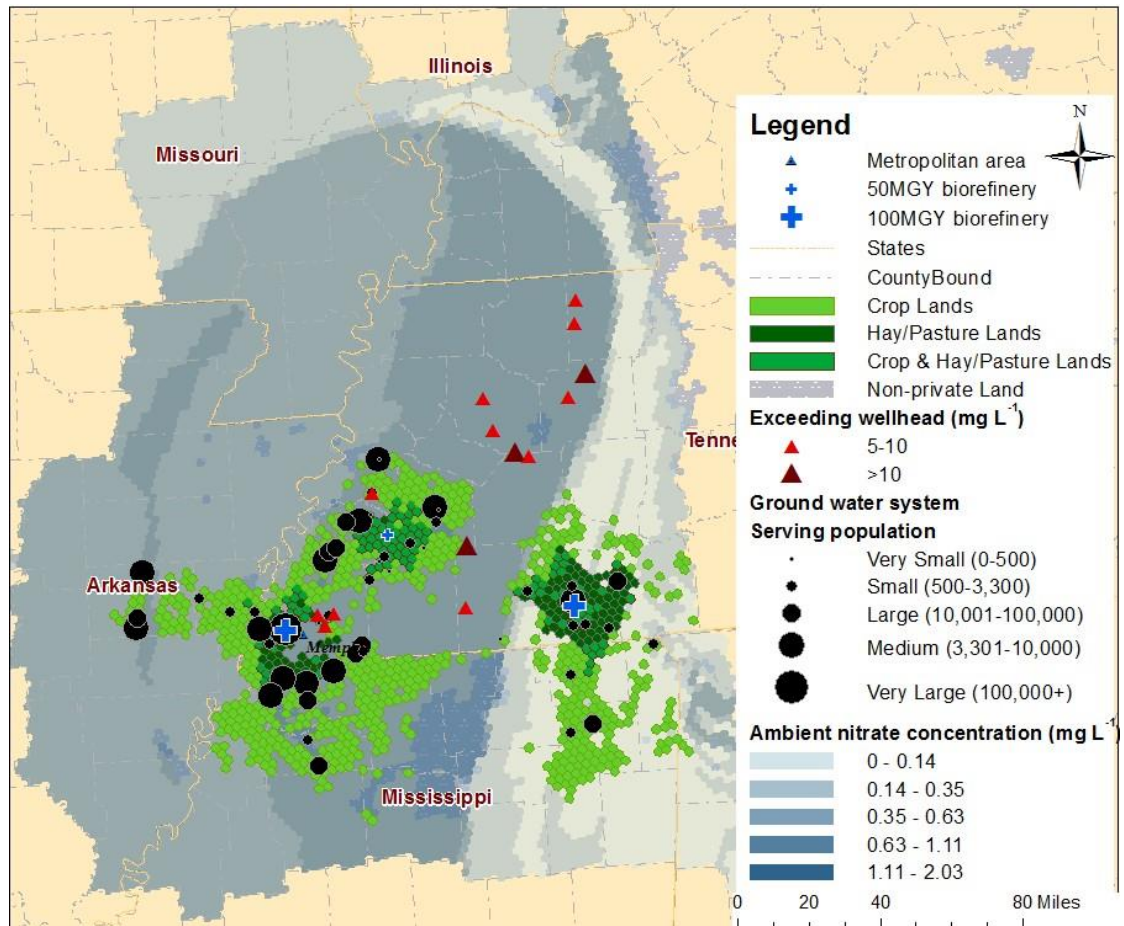 Illinois
Missouri
Tenne
Arkansas
Memp
Mississippi
Legend
N
Metropolitan area
50MGY biorefinery
100MGY biorefinery
States
CountyBound
Crop Lands
Hay/Pasture Lands
Crop & Hay/Pasture Lands
Non-private Land
Exceeding wellhead (mg L⁻¹)
5-10
>10
Ground water system
Serving population
Very Small (0-500)
Small (500-3,300)
Large (10,001-100,000)
Medium (3,301-10,000)
Very Large (100,000+)
Ambient nitrate concentration (mg L⁻¹
0 - 0.14
0.14 - 0.35
0.35 - 0.63
0.63 - 1.11
1.11 - 2.03
0 20 40 80 Miles